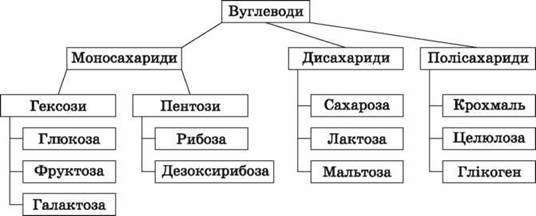 Вуглеводи
Моносахариди Дисахариди Полісахариди
Гексози Пентози Сахароза Крохмаль
Глюкоза Рибоза Лактоза Целюлоза
Фруктоза Дезоксирибоза Мальтоза Глікоген
Галактоза